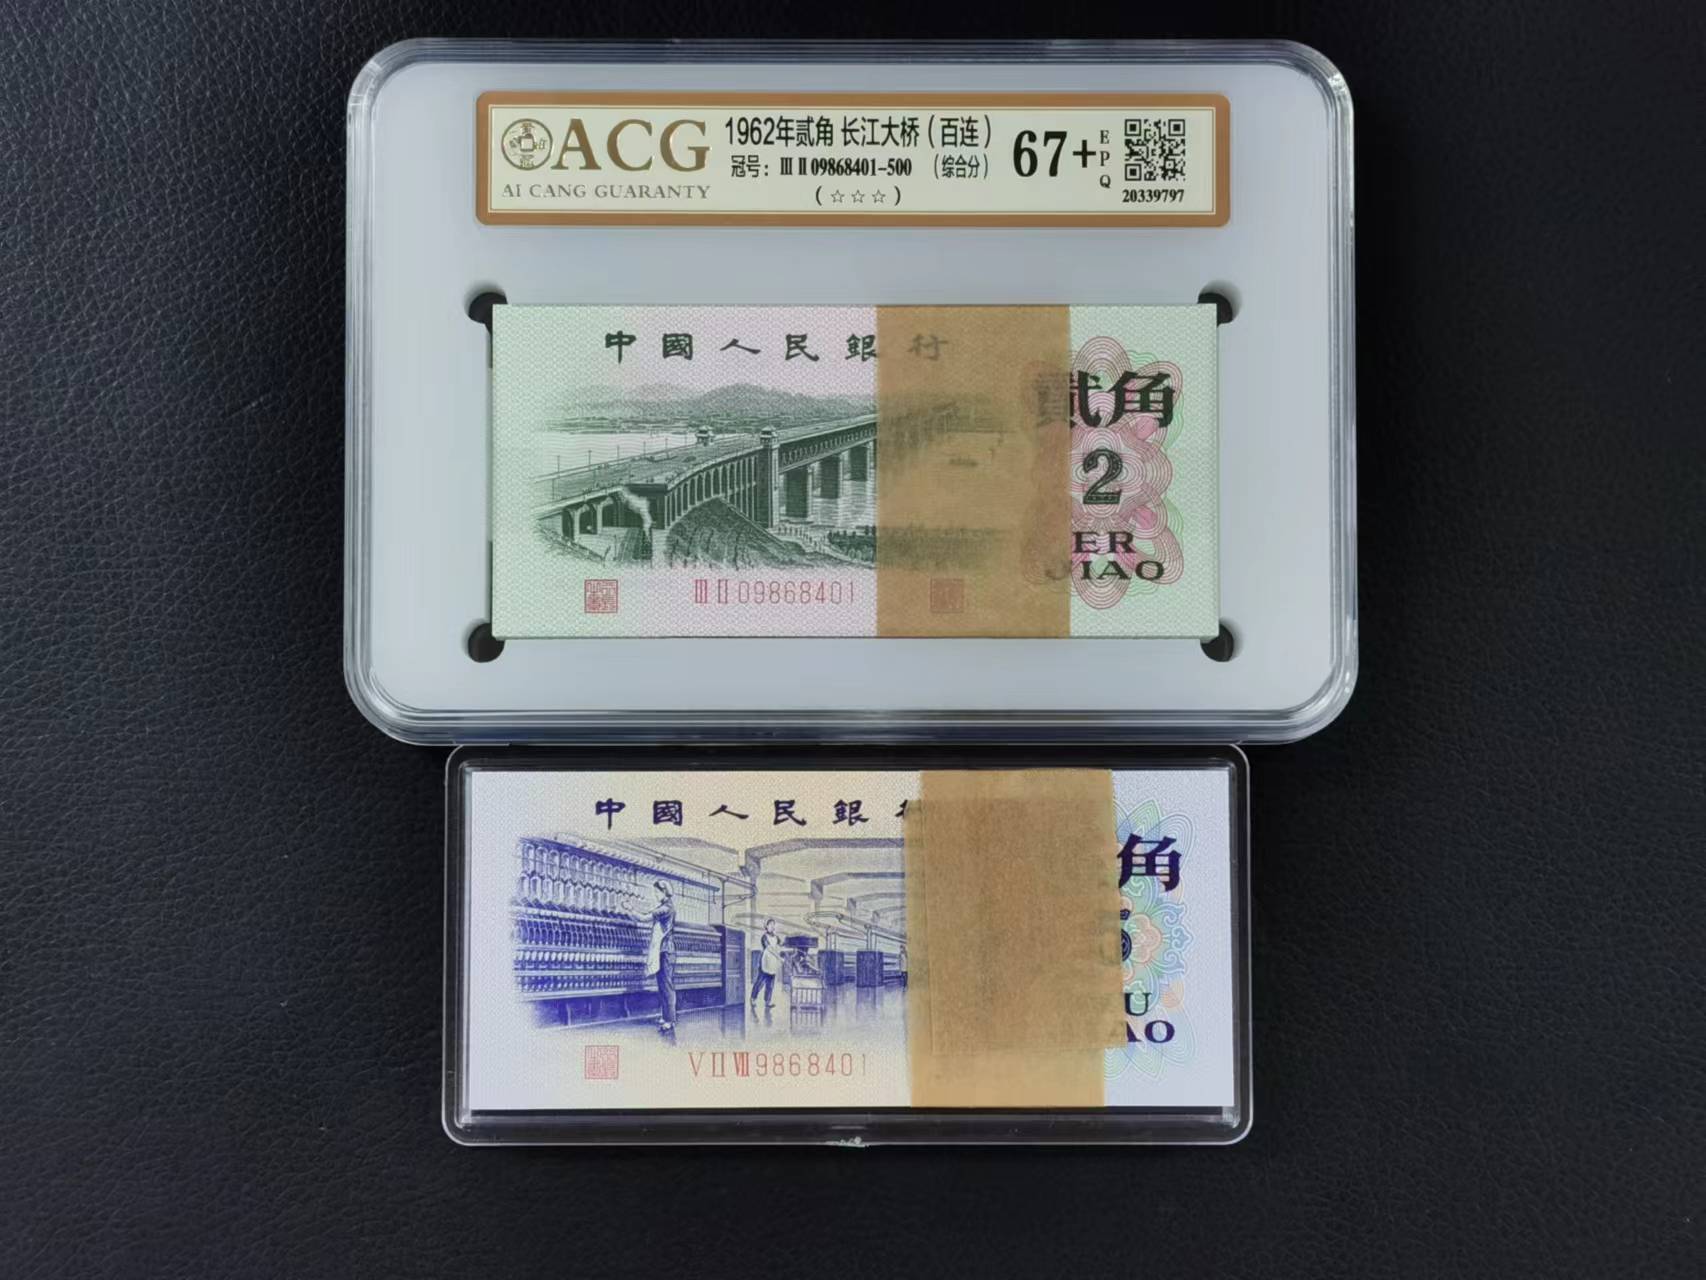 ACG
AI CANG GUARANTY
1962年贰角 长江大桥（百连）
冠号：ⅢⅡ09868401-500 （综合分）
（☆☆☆）
67+
EPQ
20339797
中國人民銀行
貳角
2
ER
JIAO
ⅢⅡ09868401
中國人民銀
角
U
AO
ⅤⅡⅦ9868401